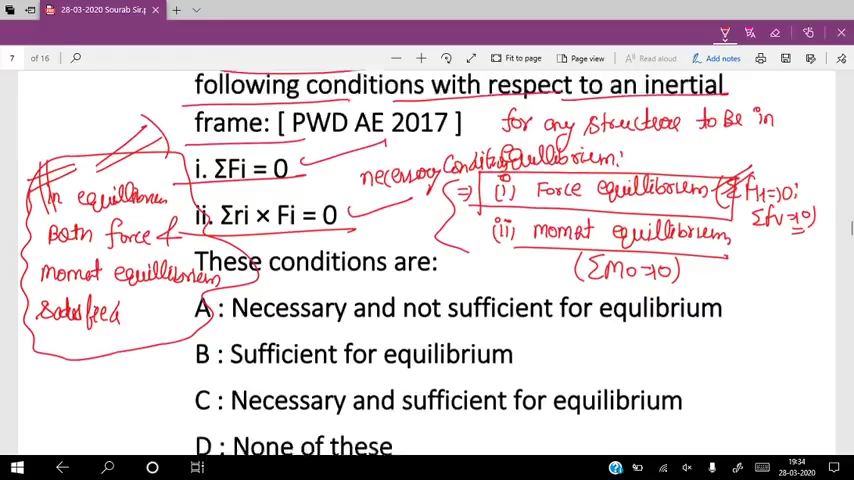 28-03-2020 Sourab Sir.p
7 of 16
Fit to page
Page view
Read aloud
Add notes
following conditions with respect to an inertial
frame: [ PWD AE 2017 ]
for any structure to Be in
equilibrium:
necessary Condition
i. ΣFi = 0
⇒ (i) Force equilibrium (ΣFH=0;
ΣFV=0)
ii. Σri × Fi = 0
(ii) moment equilibrium
(ΣMo=0)
In equilibrium
Both force &
momet equilibrium
Satisfied
These conditions are:
A : Necessary and not sufficient for equlibrium
B : Sufficient for equilibrium
C : Necessary and sufficient for equilibrium
D : None of these
19:34
28-03-2020